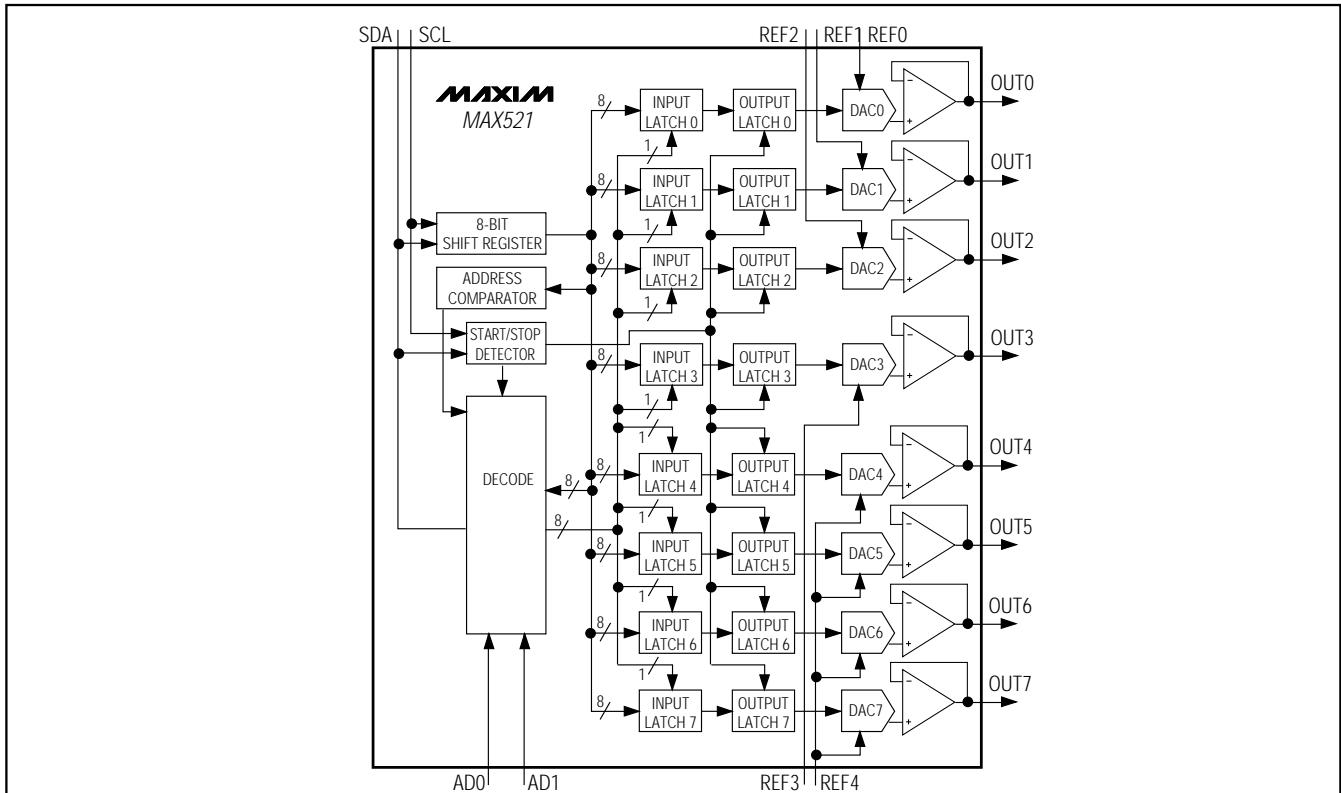 SDA SCL REF2 REF1 REF0
MAXIM
MAX521
8 INPUT LATCH 0 OUTPUT LATCH 0 DAC0 - + OUT0
1
8 INPUT LATCH 1 OUTPUT LATCH 1 DAC1 - + OUT1
1
8-BIT
SHIFT REGISTER
8 INPUT LATCH 2 OUTPUT LATCH 2 DAC2 - + OUT2
1
ADDRESS
COMPARATOR
START/STOP
DETECTOR
8 INPUT LATCH 3 OUTPUT LATCH 3 DAC3 - + OUT3
1
1
DECODE
8
8
8 INPUT LATCH 4 OUTPUT LATCH 4 DAC4 - + OUT4
1
8 INPUT LATCH 5 OUTPUT LATCH 5 DAC5 - + OUT5
1
8 INPUT LATCH 6 OUTPUT LATCH 6 DAC6 - + OUT6
1
8 INPUT LATCH 7 OUTPUT LATCH 7 DAC7 - + OUT7
AD0 AD1 REF3 REF4